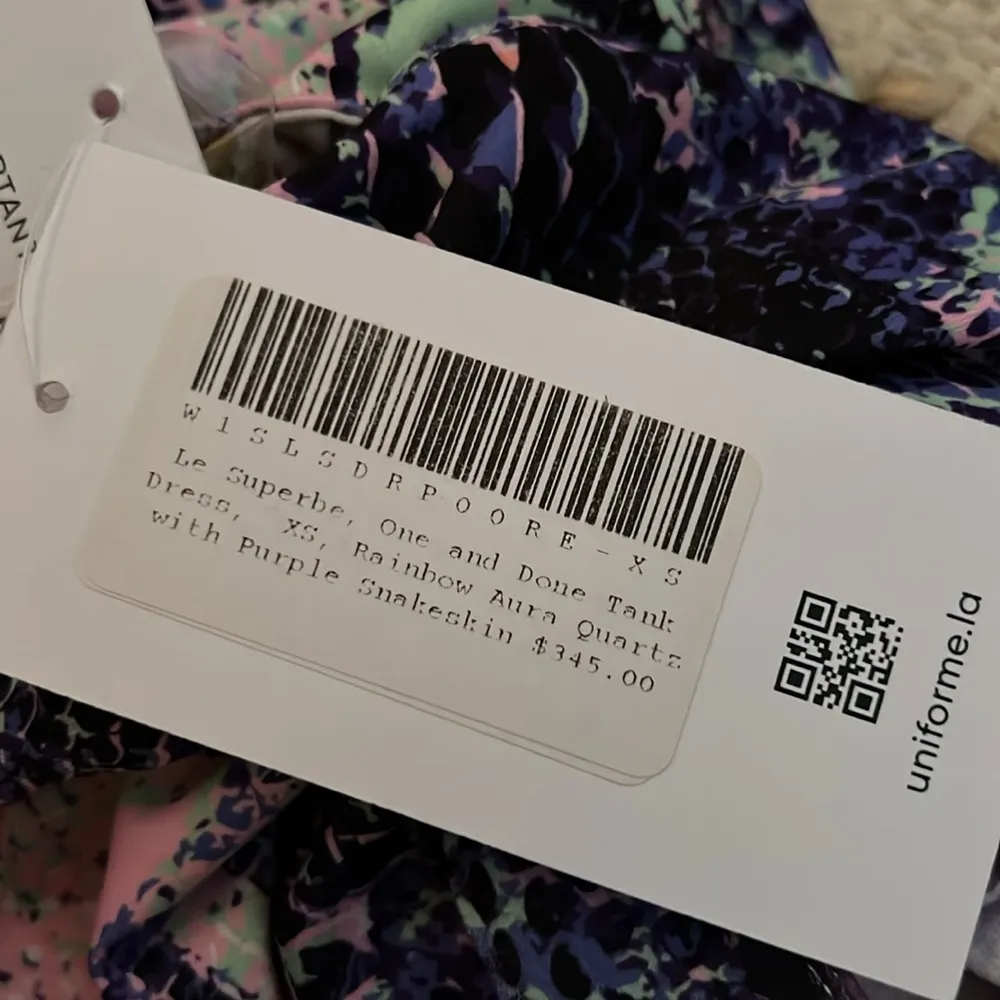 W1SLSDRPOORE-XS
Le Superbe, One and Done Tank
Dress, XS, Rainbow Aura Quartz
with Purple Snakeskin $345.00
uniforme.la